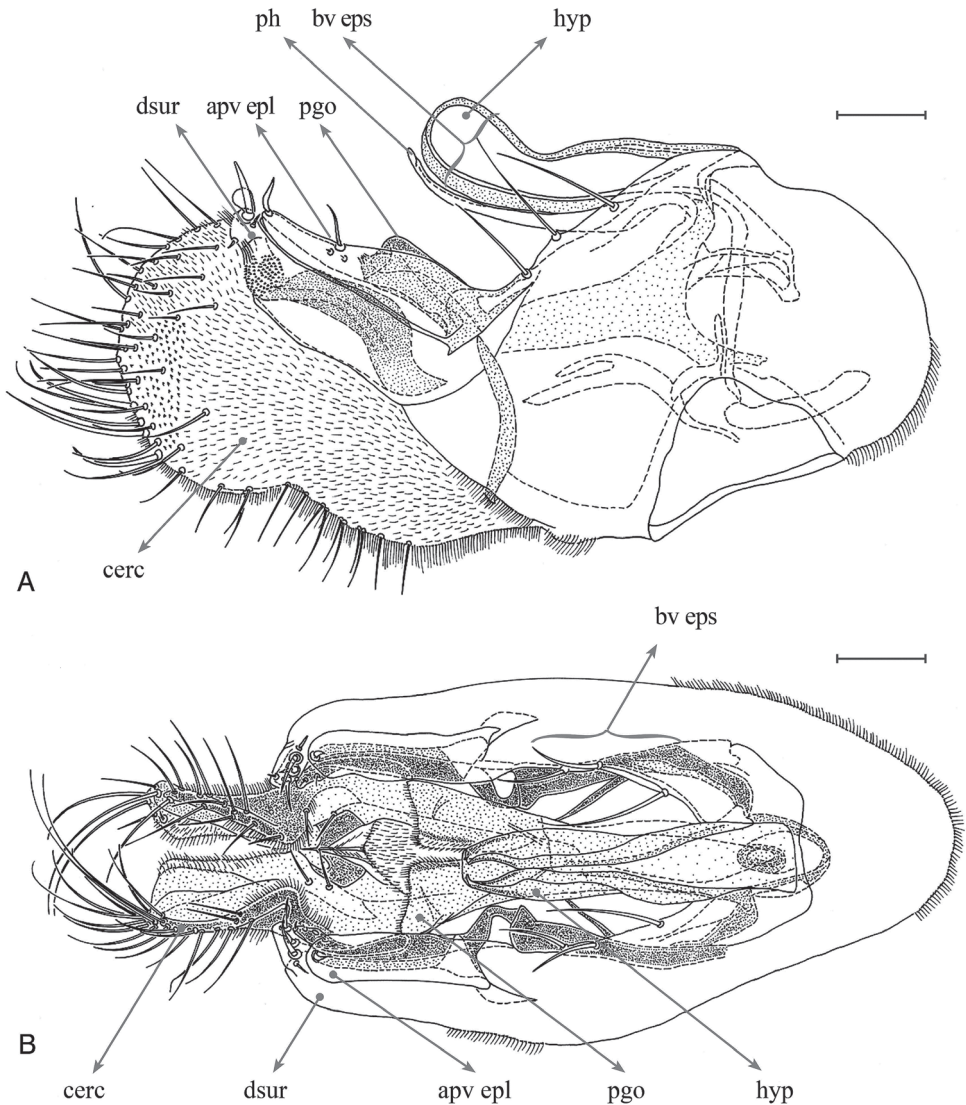 ph bv eps hyp
dsur apv epl pgo
cerc
A
bv eps
B
cerc dsur apv epl pgo hyp